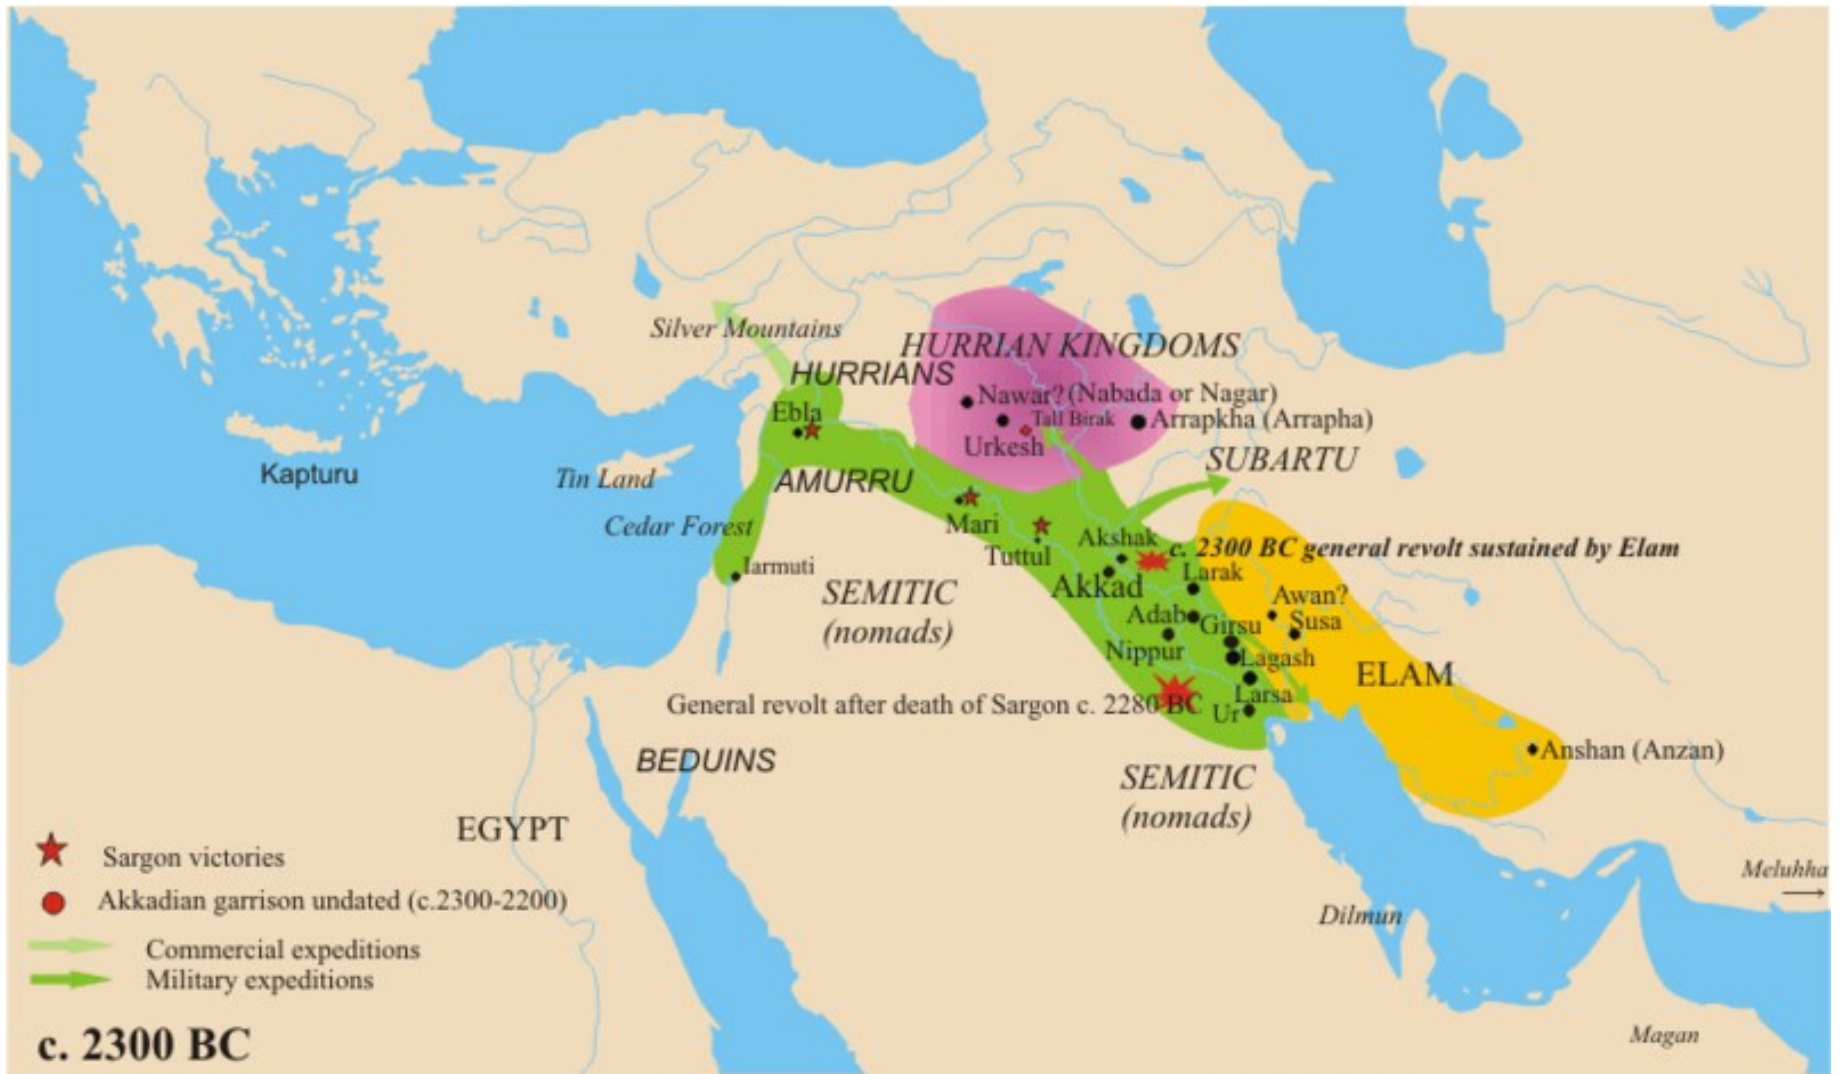 Silver Mountains
HURRIAN KINGDOMS
HURRIANS
Nawar? (Nabada or Nagar)
Ebla
Tall Birak
Arrapkha (Arrapha)
Urkesh
SUBARTU
Kapturu
Tin Land
AMURRU
Cedar Forest
Mari
Tuttul
Akshak
c. 2300 BC general revolt sustained by Elam
Iarmuti
Akkad
Larak
SEMITIC
(nomads)
Awan?
Adab
Girsu
Susa
Nippur
Lagash
ELAM
Larsa
General revolt after death of Sargon c. 2280 BC
Ur
BEDUINS
Anshan (Anzan)
SEMITIC
(nomads)
EGYPT
Sargon victories
Meluhha
Akkadian garrison undated (c.2300-2200)
Dilmun
Commercial expeditions
Military expeditions
Magan
c. 2300 BC